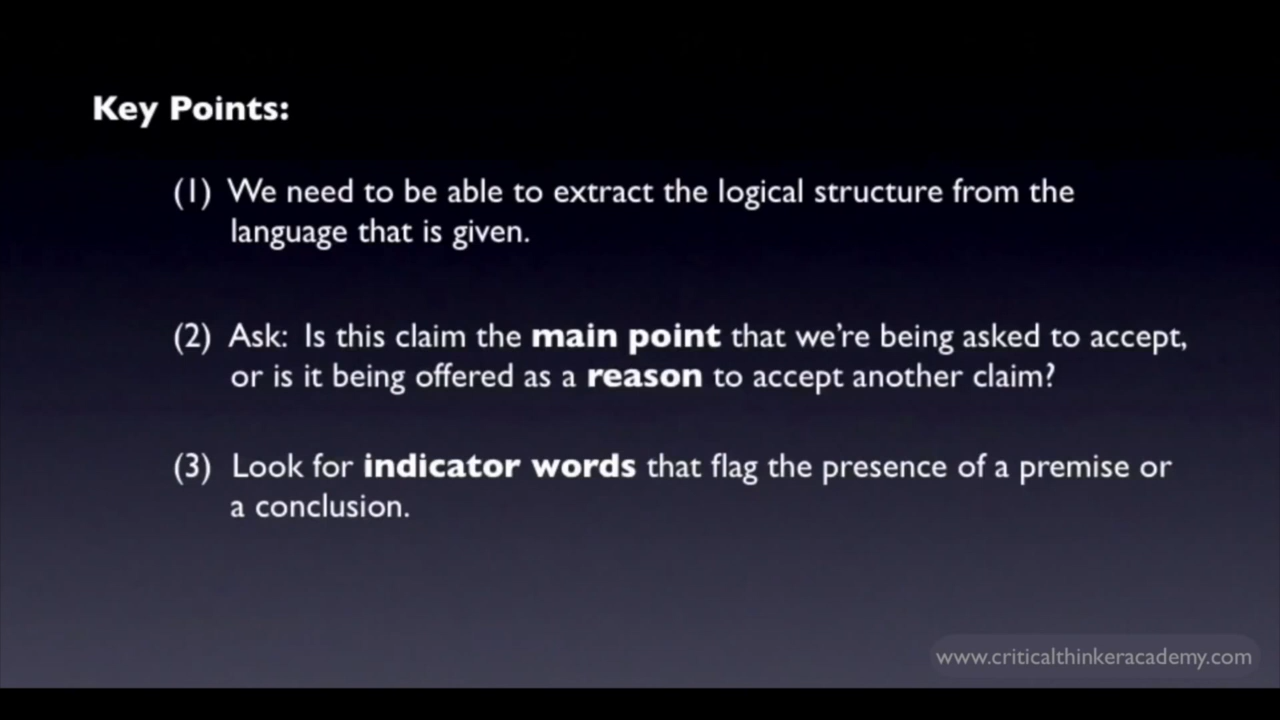 Key Points:
(1) We need to be able to extract the logical structure from the
language that is given.
(2) Ask: Is this claim the main point that we're being asked to accept,
or is it being offered as a reason to accept another claim?
(3) Look for indicator words that flag the presence of a premise or
a conclusion.
www.criticalthinkeracademy.com